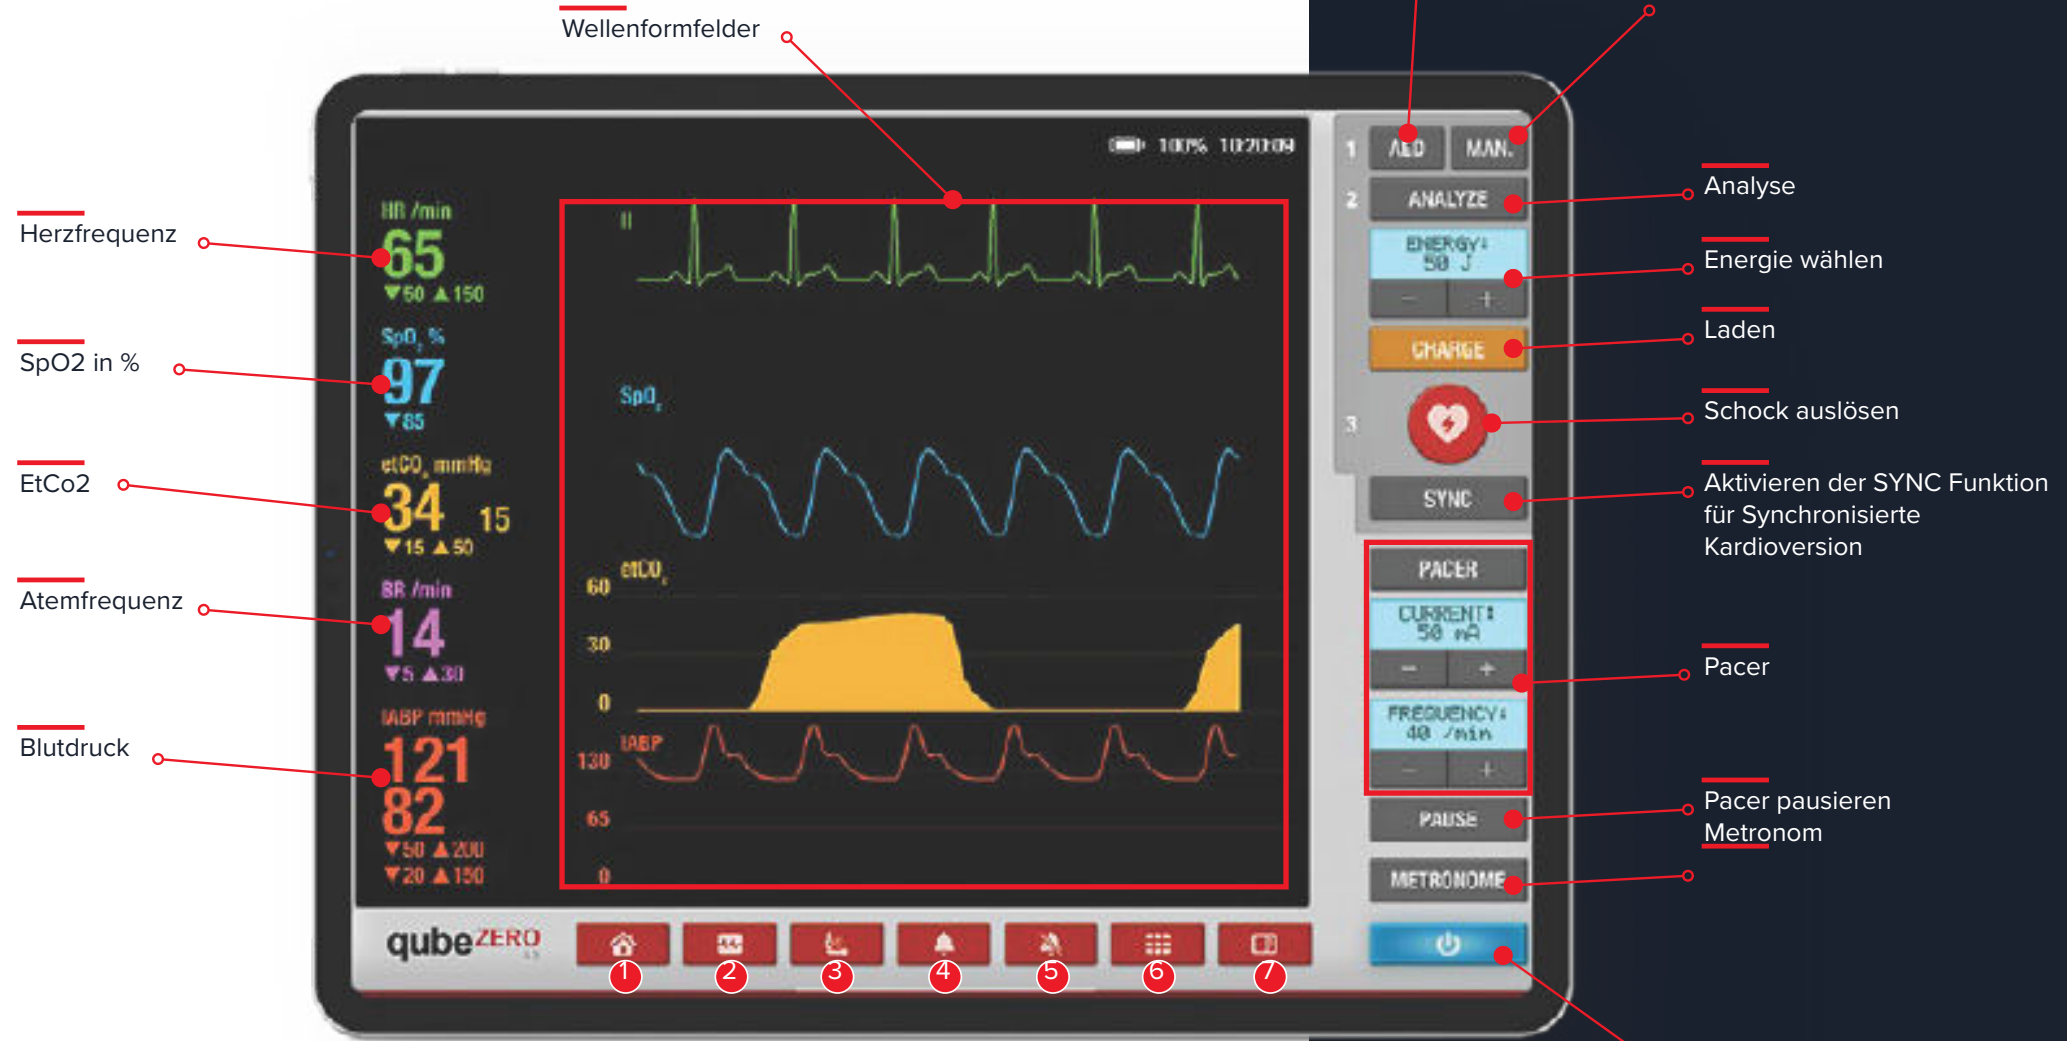 Wellenformfelder
100% 10:20:09
Herzfrequenz
HR /min
65
▼50 ▲150
SpO2 in %
SpO₂ %
97
▼85
EtCo2
etCO₂ mmHg
34 15
▼15 ▲50
Atemfrequenz
BR /min
14
▼5 ▲30
Blutdruck
IABP mmHg
121
82
▼50 ▲200
▼20 ▲150
II
SpO₂
etCO₂
60
30
0
IABP
130
65
0
1 AED MAN.
2 ANALYZE
ENERGY:
50 J
- +
CHARGE
3
SYNC
PACER
CURRENT:
50 mA
- +
FREQUENCY:
40 /min
- +
PAUSE
METRONOME
Analyse
Energie wählen
Laden
Schock auslösen
Aktivieren der SYNC Funktion
für Synchronisierte
Kardioversion
Pacer
Pacer pausieren
Metronom
qube ZERO
1 2 3 4 5 6 7